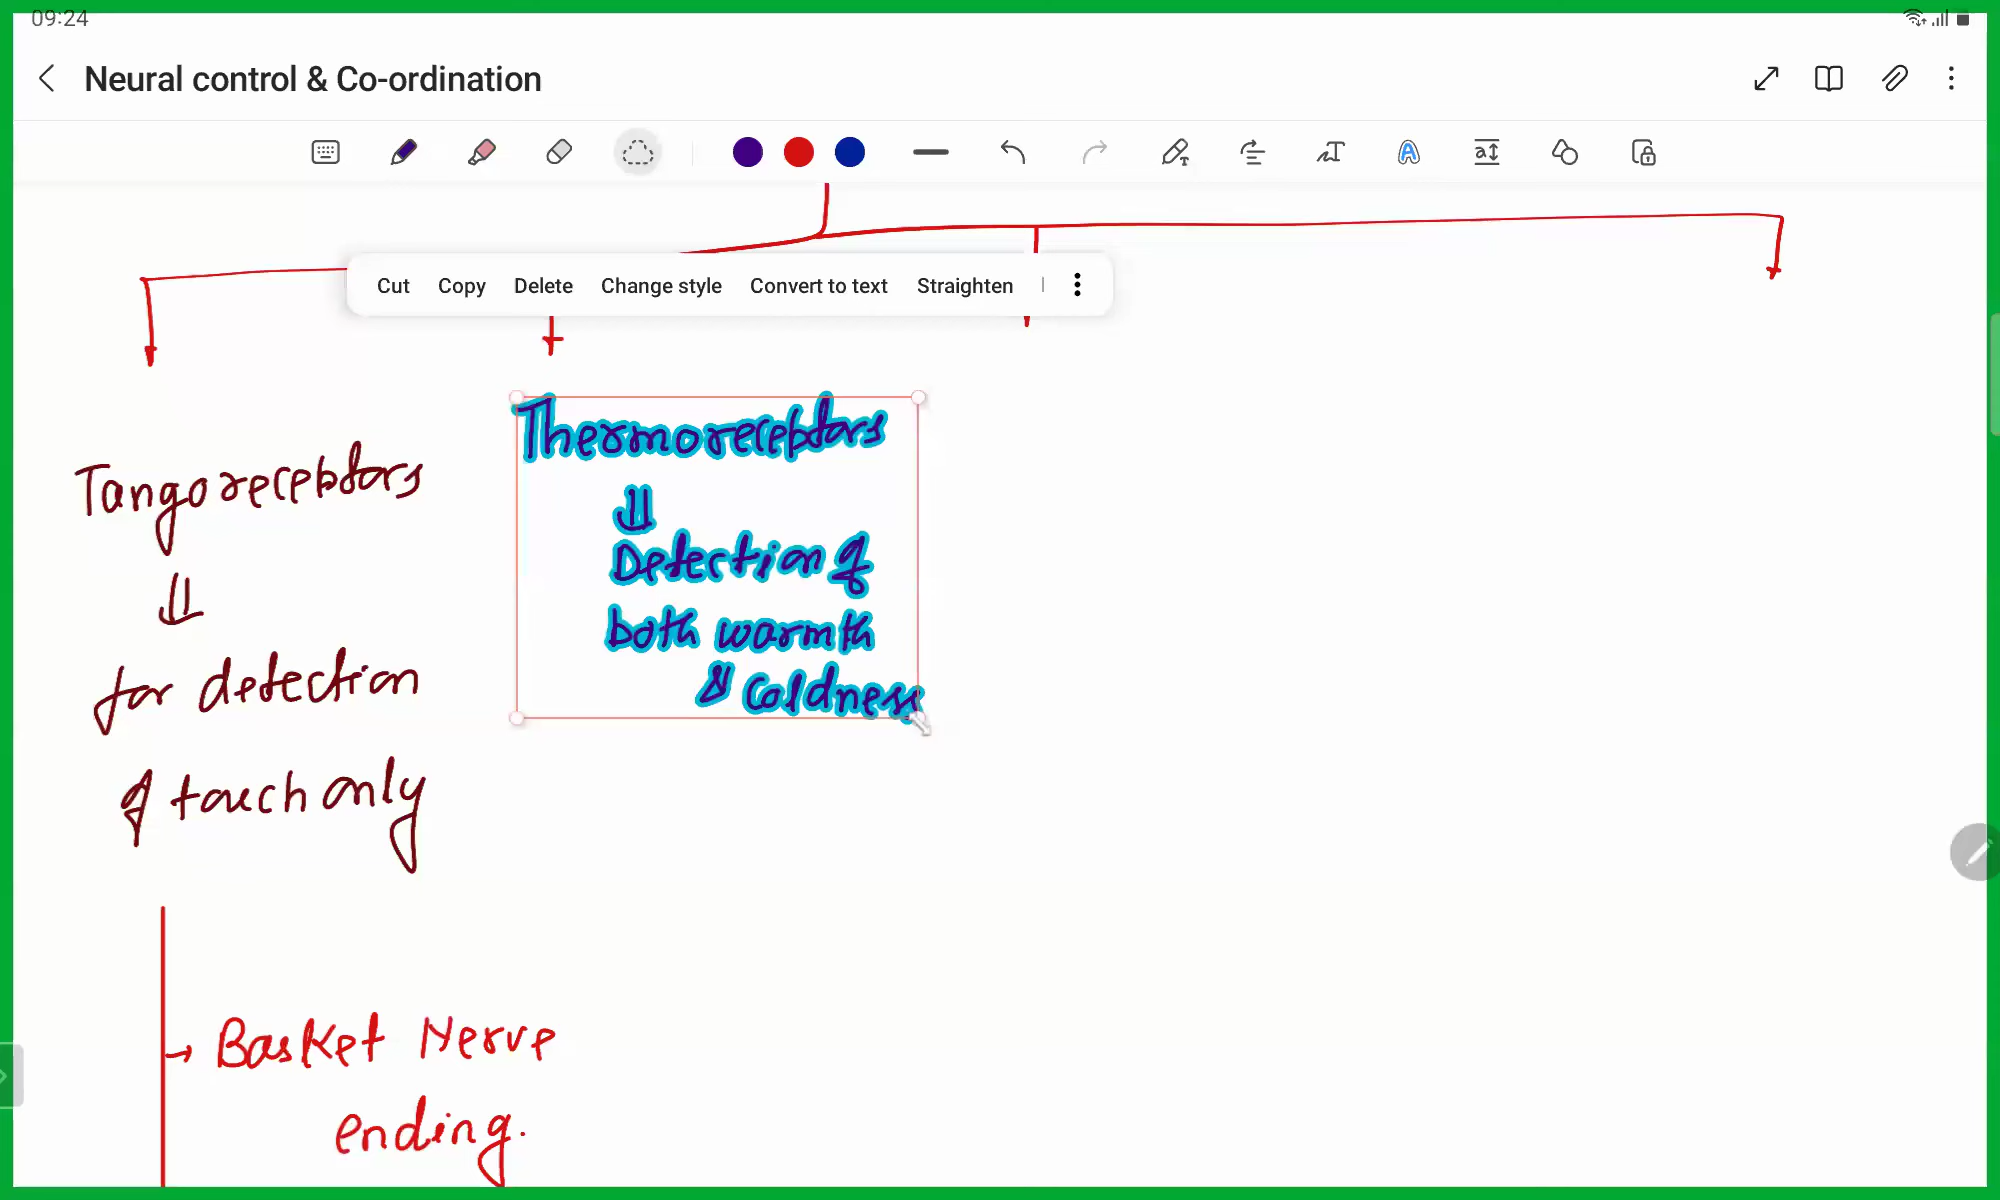 09:24
Neural control & Co-ordination
Cut Copy Delete Change style Convert to text Straighten
Tangoreceptors
for detection
of touch only
Basket Nerve
ending.
Thermoreceptors
Detection of
both warmth
& Coldness